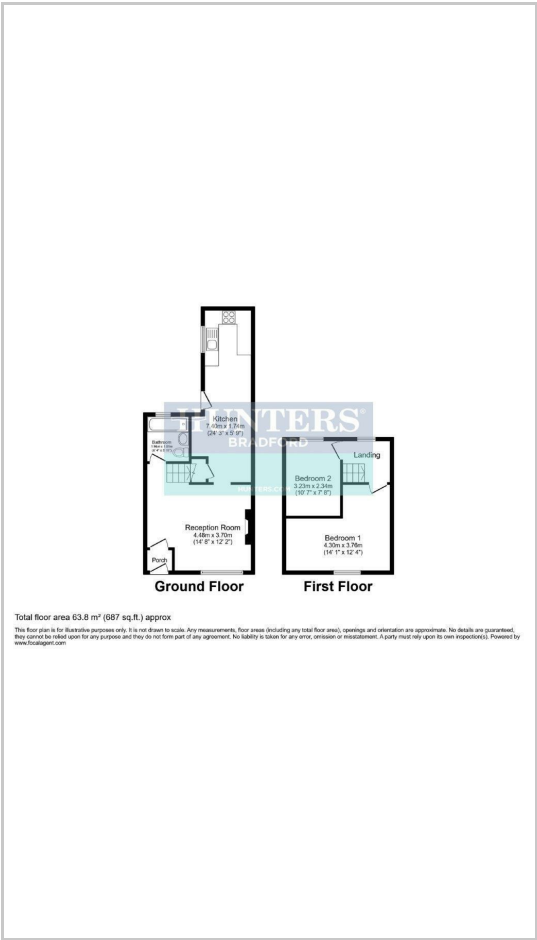 Kitchen
7.40m x 1.74m
(24' 3" x 5' 9")
HUNTERS
BRADFORD
Bathroom
Landing
Bedroom 2
3.23m x 2.34m
(10' 7" x 7' 8")
Reception Room
4.48m x 3.70m
(14' 8" x 12' 2")
Bedroom 1
4.30m x 3.76m
(14' 1" x 12' 4")
Porch
Ground Floor
First Floor
Total floor area 63.8 m² (687 sq.ft.) approx
This floor plan is for illustrative purposes only. It is not drawn to scale. Any measurements, floor areas (including any total floor area), openings and orientation are approximate. No details are guaranteed,
they cannot be relied upon for any purpose and they do not form part of any agreement. No liability is taken for any error, omission or misstatement. A party must rely upon its own inspection(s). Powered by
www.focalagent.com